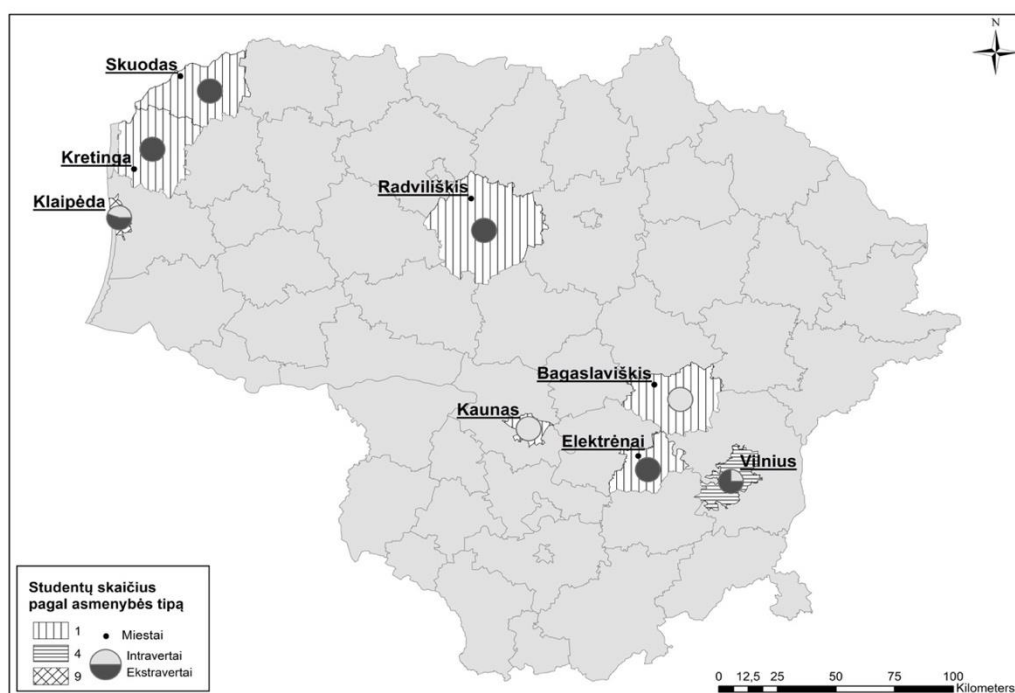 N
Skuodas
Kretinga
Klaipėda
Radviliškis
Bagaslaviškis
Kaunas
Elektrėnai
Vilnius
Studentų skaičius
pagal asmenybės tipą
1
4
9
Miestai
Intravertai
Ekstravertai
0 12,5 25 50 75 100
Kilometers